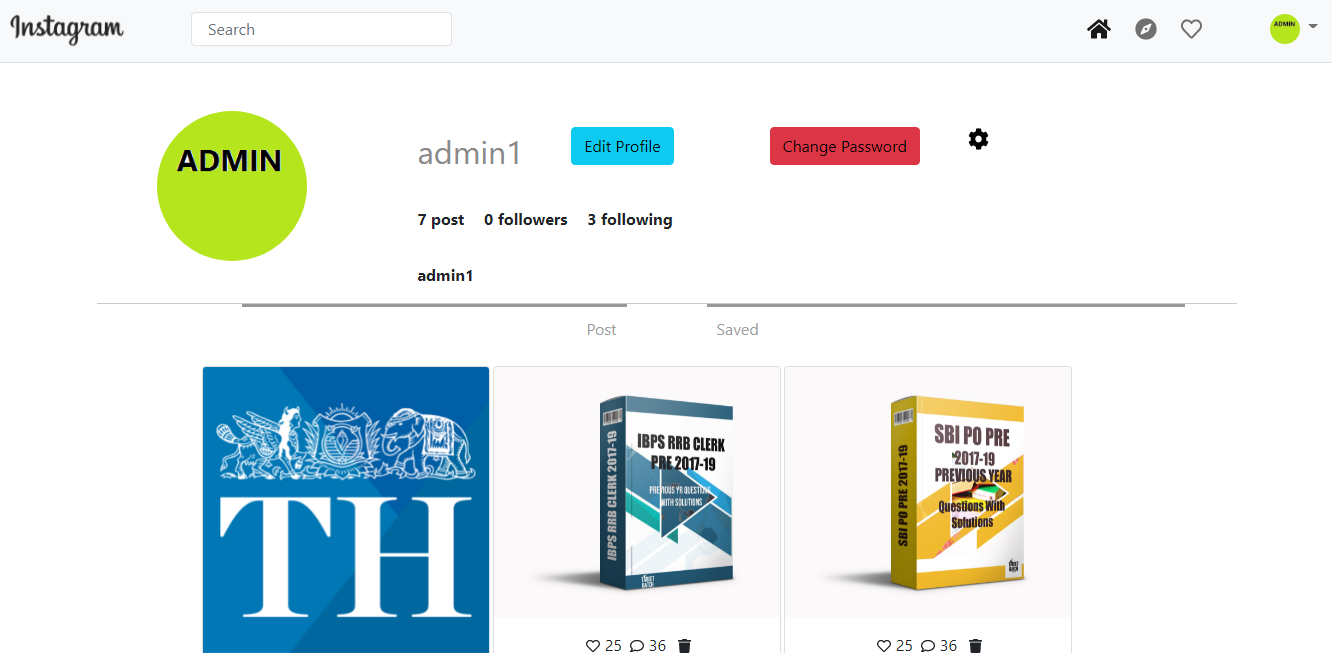 Instagram
Search
ADMIN
ADMIN
admin1
Edit Profile
Change Password
7 post 0 followers 3 following
admin1
Post
Saved
TH
IBPS RRB CLERK PRE 2017-19
IBPS RRB CLERK
PRE 2017-19
PREVIOUS YR QUESTIONS
WITH SOLUTIONS
25 36
SBI PO PRE 2017-19
SBI PO PRE
2017-19
PREVIOUS YEAR
Questions With
Solutions
25 36